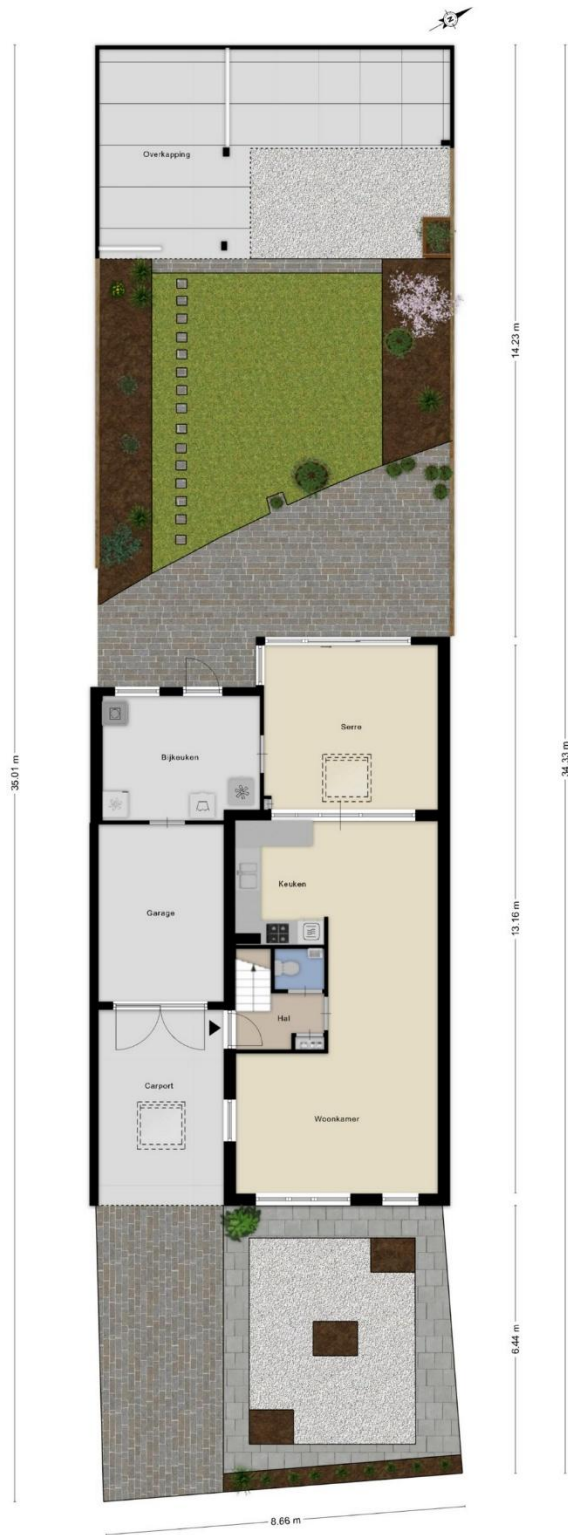 N
Overkapping
14.23 m
Serre
Bijkeuken
35.01 m
34.33 m
Keuken
Garage
13.16 m
Hal
Carport
Woonkamer
6.44 m
8.66 m